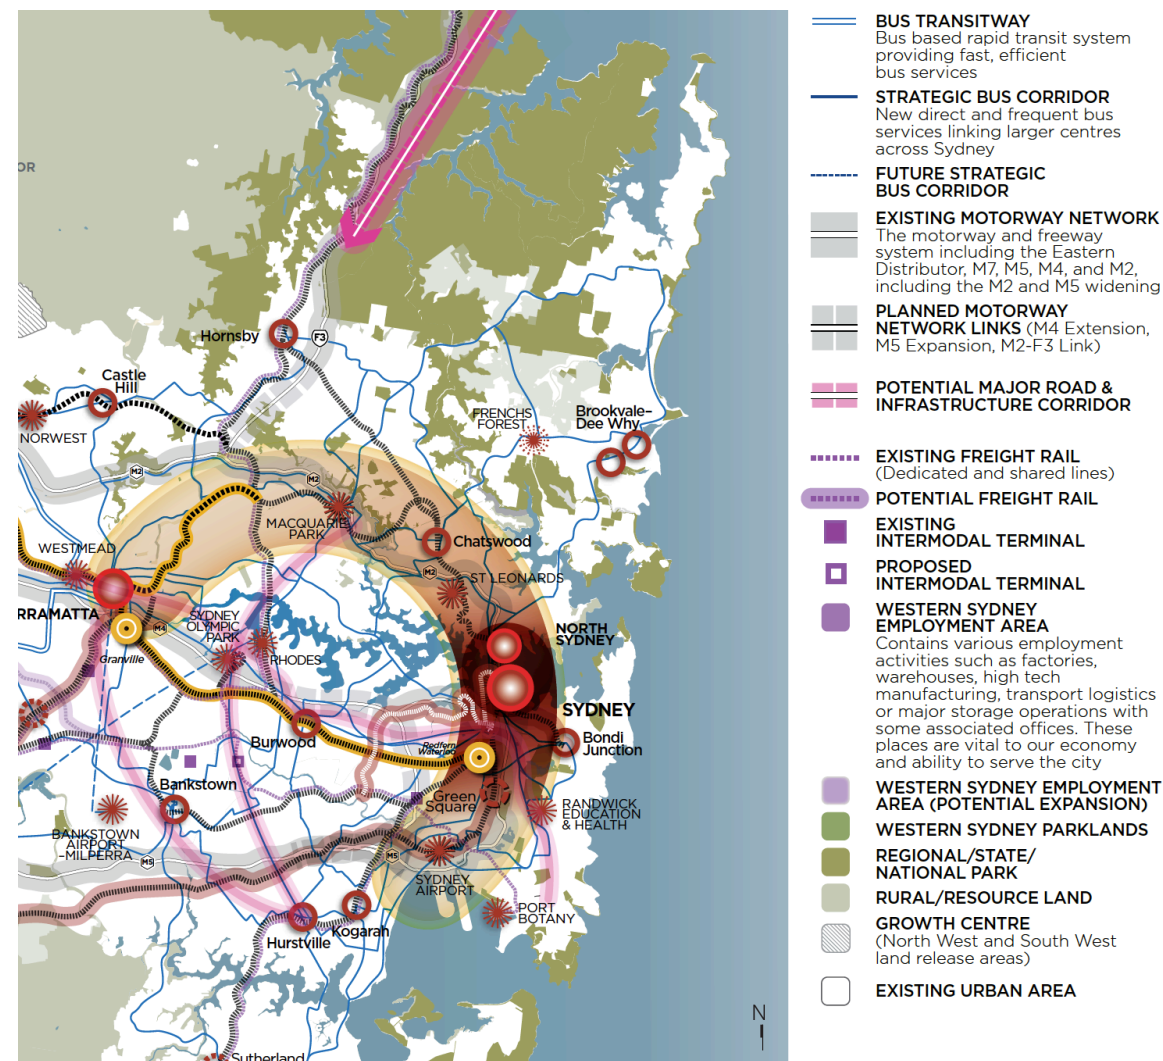 OR
Hornsby
F3
Castle
Hill
NORWEST
FRENCHS
FOREST
Brookvale–
Dee Why
M2
M2
MACQUARIE
PARK
Chatswood
WESTMEAD
M2
ST LEONARDS
RRAMATTA
SYDNEY
OLYMPIC
PARK
M4
NORTH
SYDNEY
Granville
RHODES
SYDNEY
Burwood
Redfern
Waterloo
Bondi
Junction
Bankstown
Green
Square
RANDWICK
EDUCATION
& HEALTH
BANKSTOWN
AIRPORT
–MILPERRA
M5
M5
SYDNEY
AIRPORT
PORT
BOTANY
Kogarah
Hurstville
N
Sutherland
BUS TRANSITWAY
Bus based rapid transit system
providing fast, efficient
bus services
STRATEGIC BUS CORRIDOR
New direct and frequent bus
services linking larger centres
across Sydney
FUTURE STRATEGIC
BUS CORRIDOR
EXISTING MOTORWAY NETWORK
The motorway and freeway
system including the Eastern
Distributor, M7, M5, M4, and M2,
including the M2 and M5 widening
PLANNED MOTORWAY
NETWORK LINKS (M4 Extension,
M5 Expansion, M2-F3 Link)
POTENTIAL MAJOR ROAD &
INFRASTRUCTURE CORRIDOR
EXISTING FREIGHT RAIL
(Dedicated and shared lines)
POTENTIAL FREIGHT RAIL
EXISTING
INTERMODAL TERMINAL
PROPOSED
INTERMODAL TERMINAL
WESTERN SYDNEY
EMPLOYMENT AREA
Contains various employment
activities such as factories,
warehouses, high tech
manufacturing, transport logistics
or major storage operations with
some associated offices. These
places are vital to our economy
and ability to serve the city
WESTERN SYDNEY EMPLOYMENT
AREA (POTENTIAL EXPANSION)
WESTERN SYDNEY PARKLANDS
REGIONAL/STATE/
NATIONAL PARK
RURAL/RESOURCE LAND
GROWTH CENTRE
(North West and South West
land release areas)
EXISTING URBAN AREA